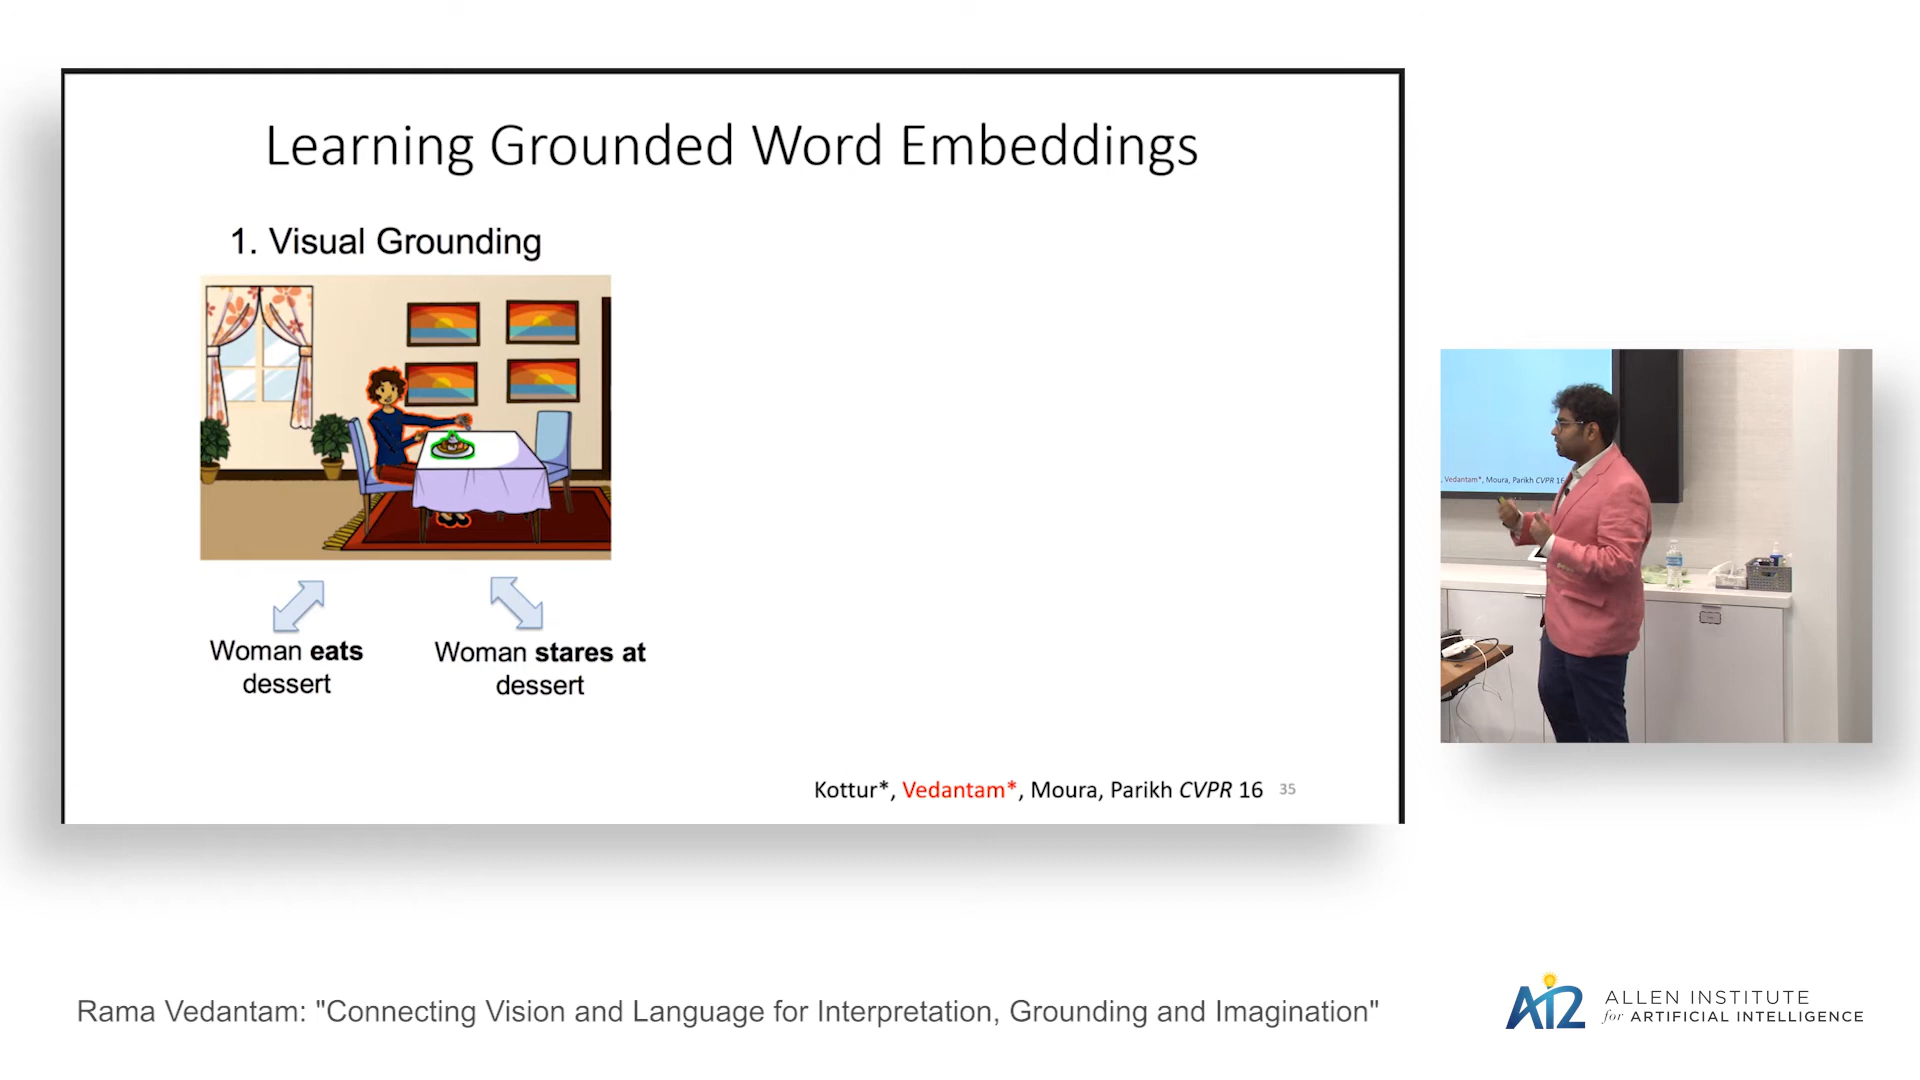 Learning Grounded Word Embeddings
1. Visual Grounding
Woman eats
dessert
Woman stares at
dessert
Kottur*, Vedantam*, Moura, Parikh CVPR 16 35
, Vedantam*, Moura, Parikh CVPR 16
Rama Vedantam: "Connecting Vision and Language for Interpretation, Grounding and Imagination"
AI2
ALLEN INSTITUTE
for ARTIFICIAL INTELLIGENCE